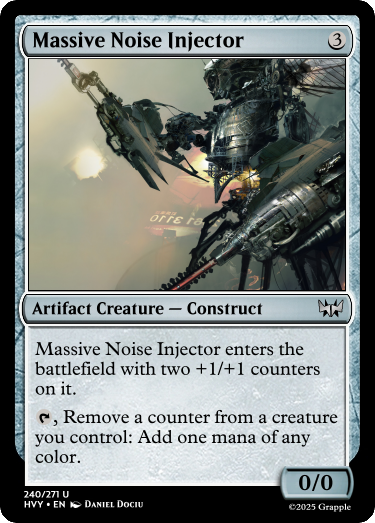 Massive Noise Injector 3
Artifact Creature — Construct
Massive Noise Injector enters the
battlefield with two +1/+1 counters
on it.
, Remove a counter from a creature
you control: Add one mana of any
color.
0/0
240/271 U
HVY • EN Daniel Dociu
©2025 Grapple